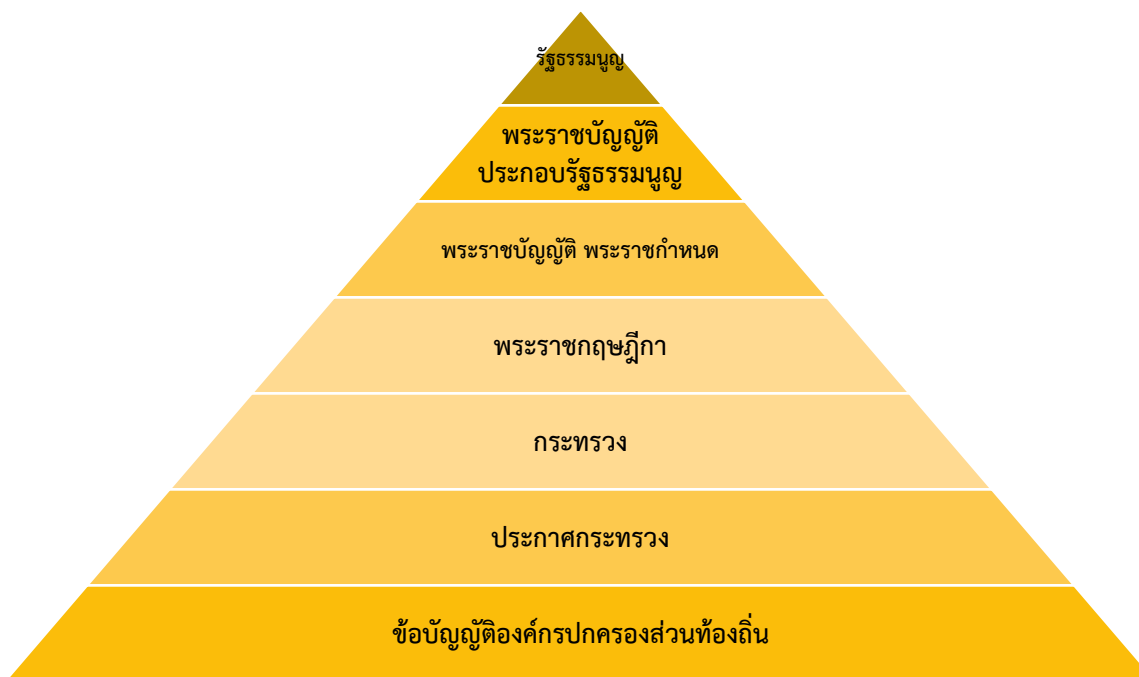 รัฐธรรมนูญ
พระราชบัญญัติ
ประกอบรัฐธรรมนูญ
พระราชบัญญัติ พระราชกำหนด
พระราชกฤษฎีกา
กระทรวง
ประกาศกระทรวง
ข้อบัญญัติองค์กรปกครองส่วนท้องถิ่น